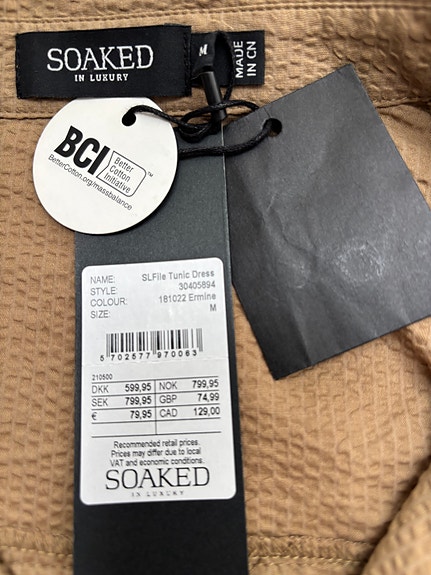 SOAKED
IN LUXURY
M
MADE
IN CN
BCI
Better
Cotton
Initiative
TM
BetterCotton.org/massbalance
NAME: SLFile Tunic Dress
STYLE: 30405894
COLOUR: 181022 Ermine
SIZE: M
5 702577 970063
210500
DKK 599,95 NOK 799,95
SEK 799,95 GBP 74,99
€ 79,95 CAD 129,00
Recommended retail prices.
Prices may differ due to local
VAT and economic conditions.
SOAKED
IN LUXURY